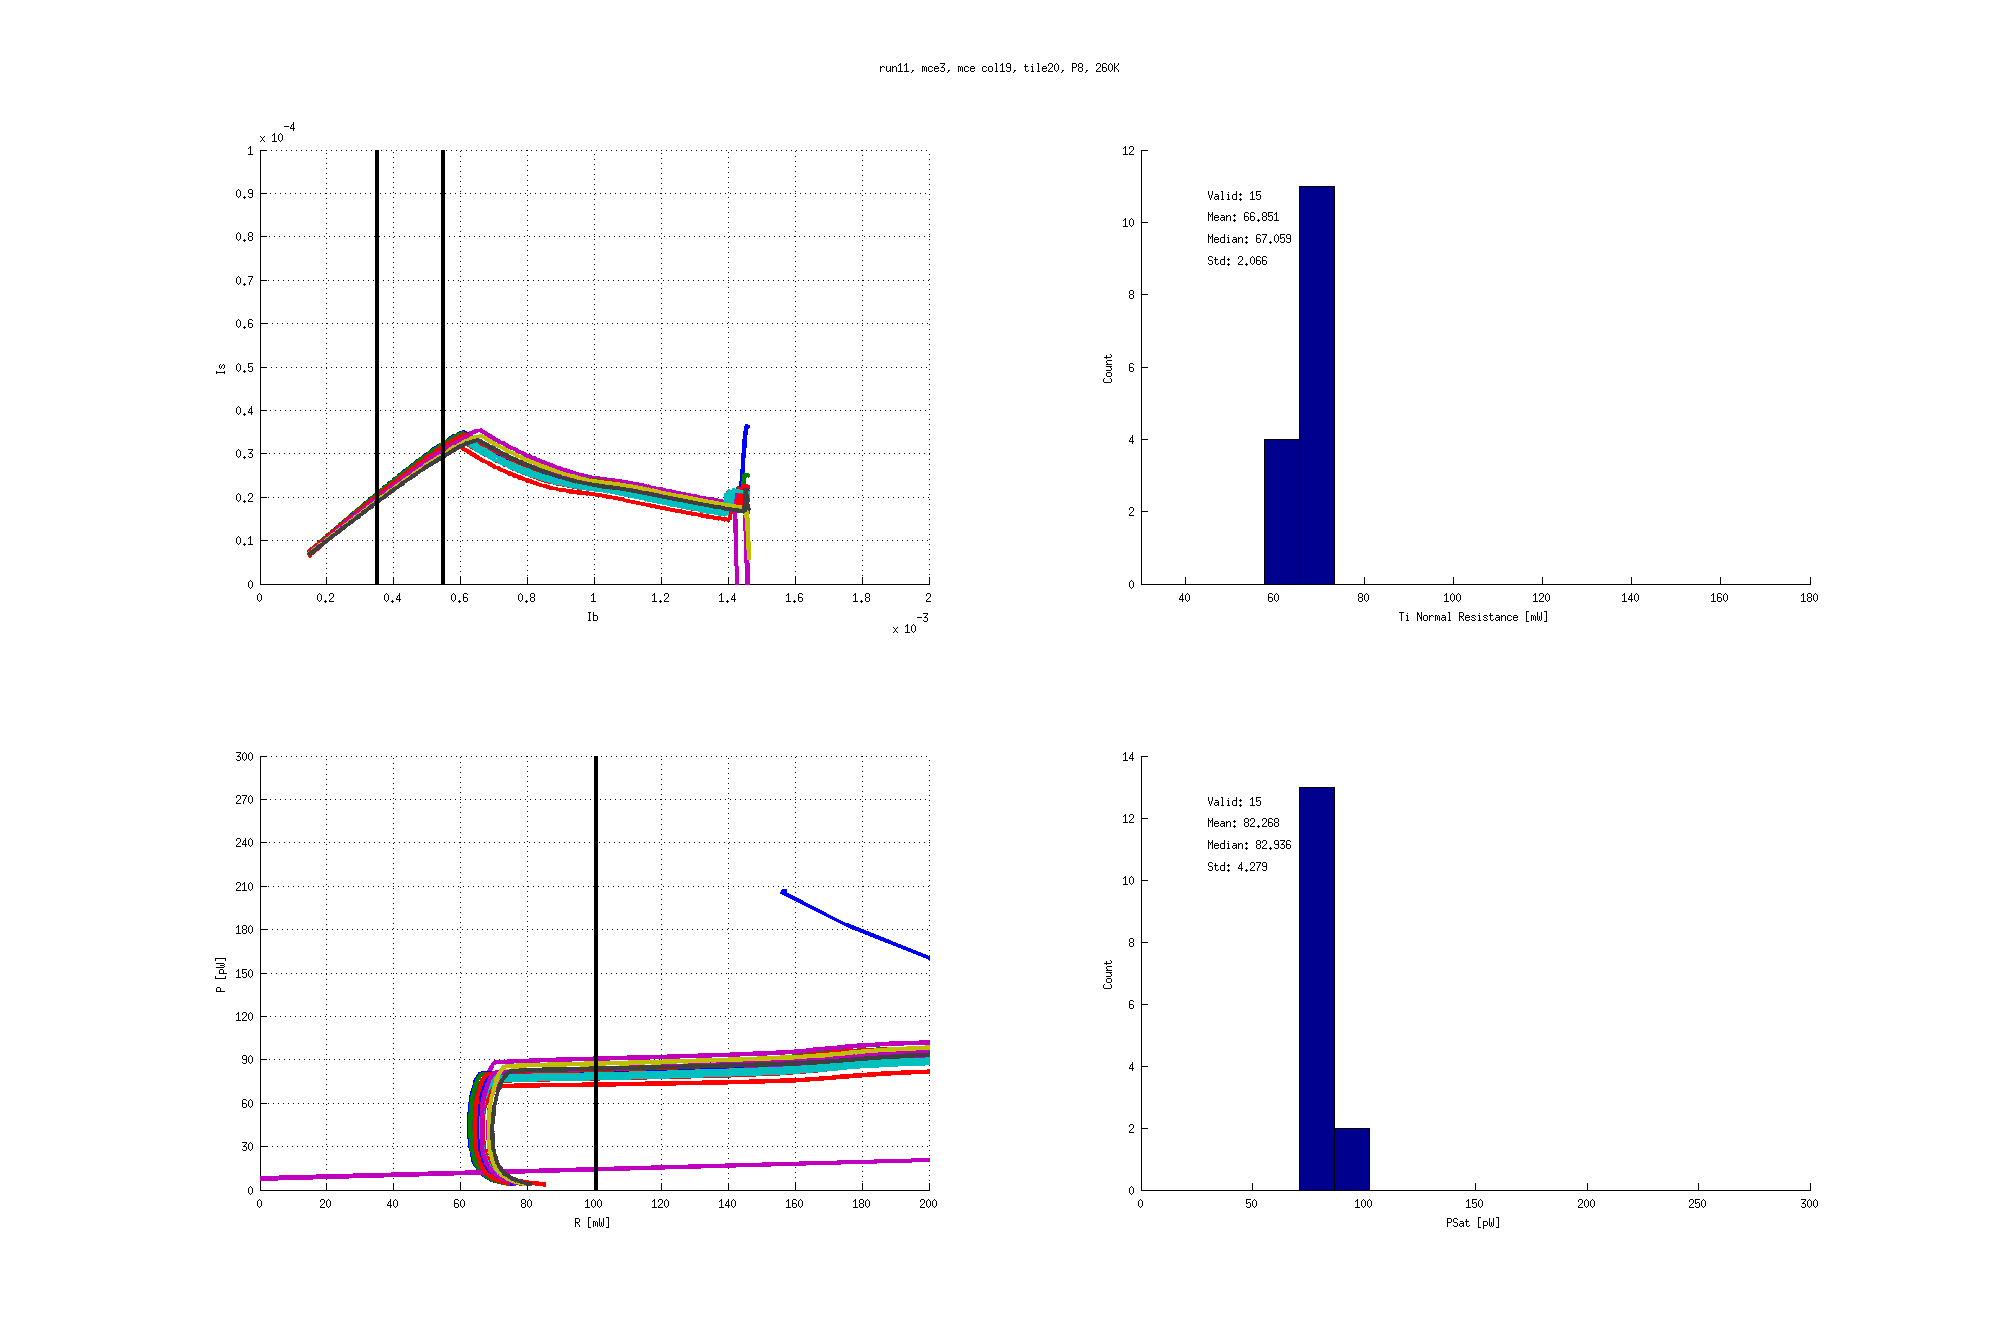 run11, mce3, mce col19, tile20, P8, 260K
x 10^-4
1
0.9
0.8
0.7
0.6
0.5
0.4
0.3
0.2
0.1
0
Is
0 0.2 0.4 0.6 0.8 1 1.2 1.4 1.6 1.8 2
Ib
x 10^-3
12
10
8
6
4
2
0
Count
Valid: 15
Mean: 66.851
Median: 67.059
Std: 2.066
40 60 80 100 120 140 160 180
Ti Normal Resistance [mW]
300
270
240
210
180
150
120
90
60
30
0
P [pW]
0 20 40 60 80 100 120 140 160 180 200
R [mW]
14
12
10
8
6
4
2
0
Count
Valid: 15
Mean: 82.268
Median: 82.936
Std: 4.279
0 50 100 150 200 250 300
PSat [pW]